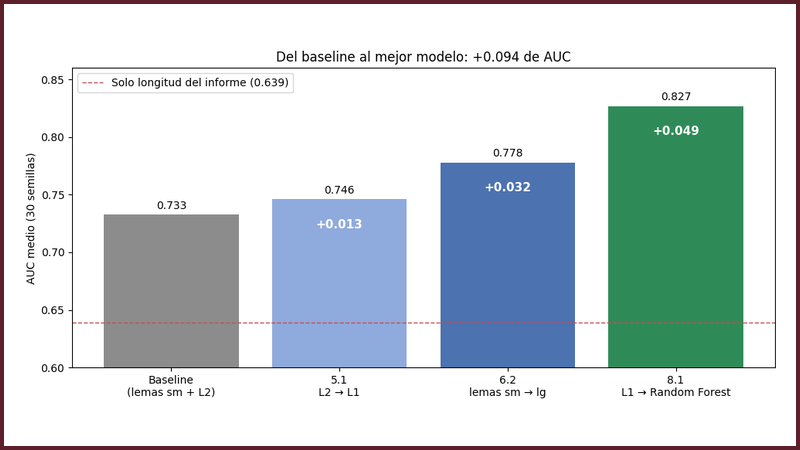 Del baseline al mejor modelo: +0.094 de AUC
Solo longitud del informe (0.639)
AUC medio (30 semillas)
0.85
0.80
0.75
0.70
0.65
0.60
0.733
0.746
+0.013
0.778
+0.032
0.827
+0.049
Baseline
(lemas sm + L2)
5.1
L2 → L1
6.2
lemas sm → lg
8.1
L1 → Random Forest